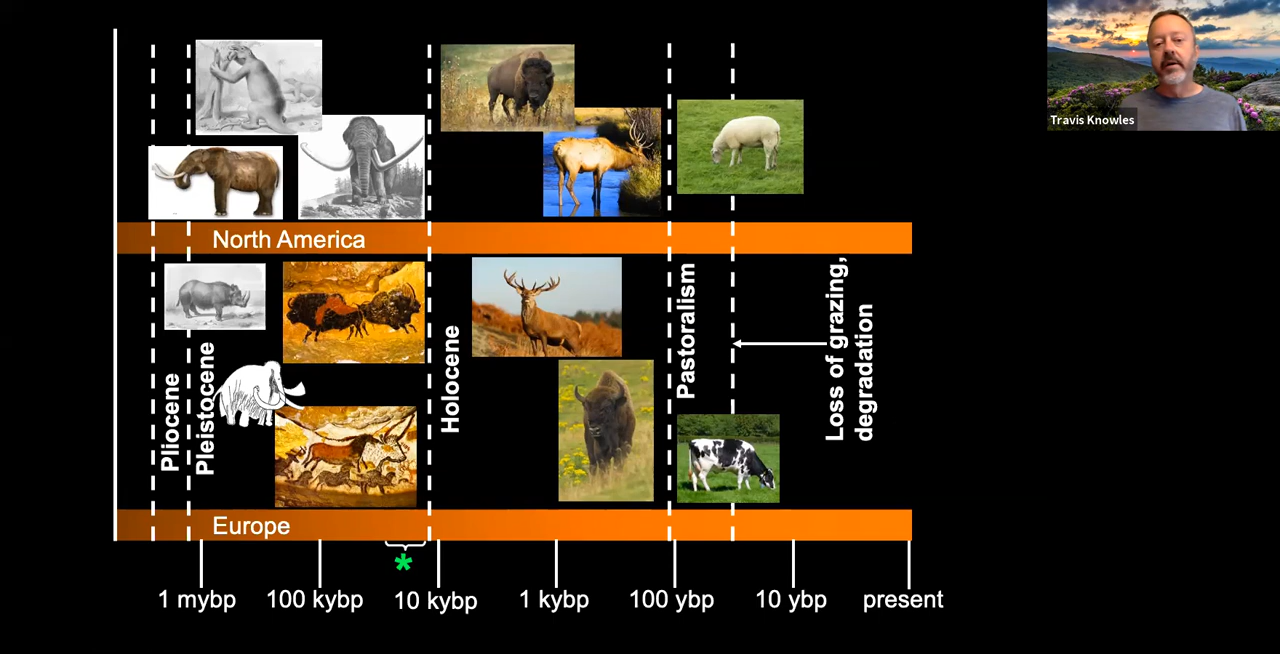 Travis Knowles
North America
Pliocene
Pleistocene
Holocene
Pastoralism
Loss of grazing,
degradation
Europe
*
1 mybp
100 kybp
10 kybp
1 kybp
100 ybp
10 ybp
present